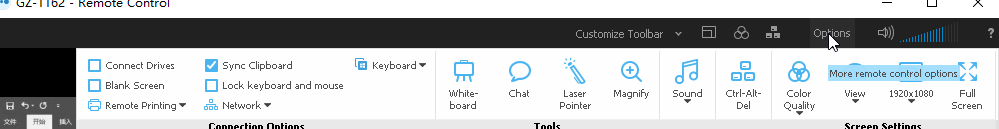 GZ-1162 - Remote Control
Customize Toolbar
Options
?
Connect Drives
Sync Clipboard
Keyboard
Blank Screen
Lock keyboard and mouse
Remote Printing
Network
White-
board
Chat
Laser
Pointer
Magnify
Sound
Ctrl-Alt-
Del
Color
Quality
More remote control options
View
1920x1080
Full
Screen
文件
开始
插入
Connection Options
Tools
Screen Settings